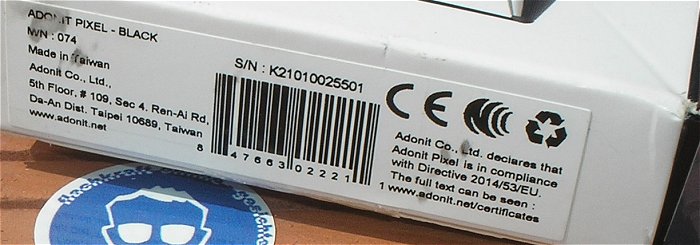 ADONIT PIXEL - BLACK
M/N : 074
Made in Taiwan
Adonit Co., Ltd.,
5th Floor, # 109, Sec 4, Ren-Ai Rd,
Da-An Dist. Taipei 10689, Taiwan
www.adonit.net
S/N : K21010025501
8 47663 02221 1
CE
Adonit Co., Ltd. declares that
Adonit Pixel is in compliance
with Directive 2014/53/EU.
The full text can be seen :
www.adonit.net/certificates